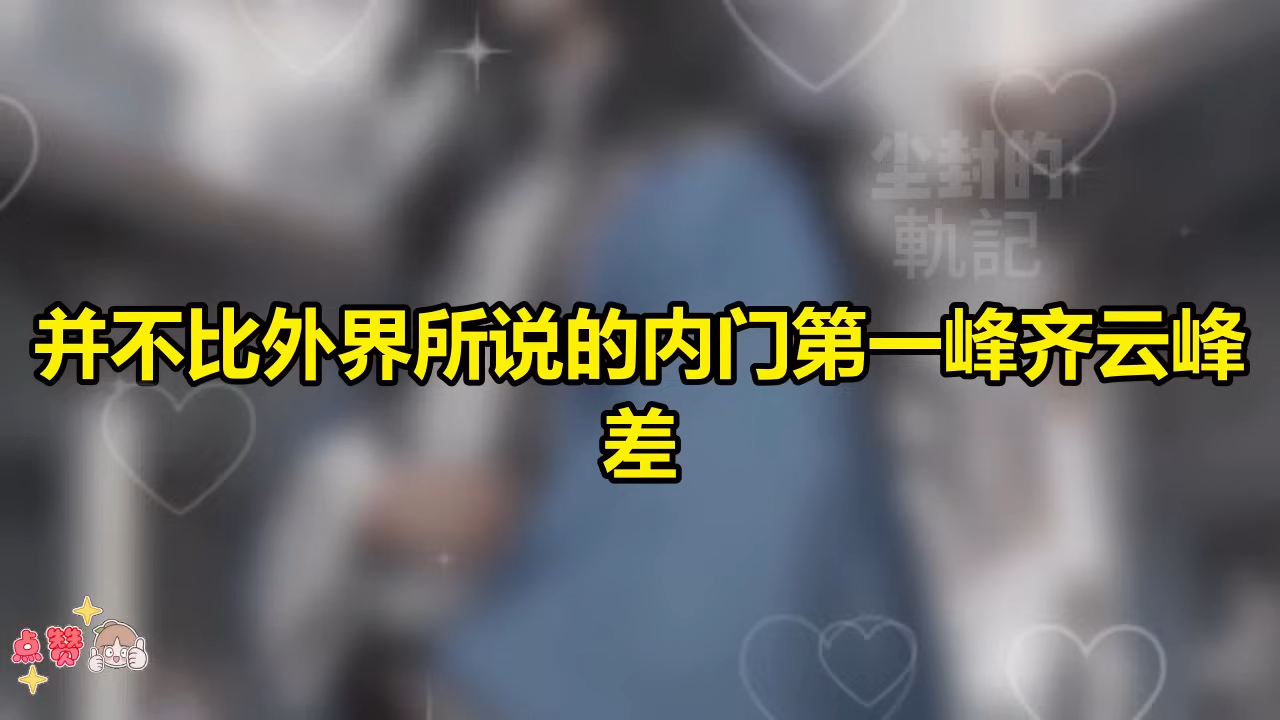 尘封的
軌記
并不比外界所说的内门第一峰齐云峰
差
点赞